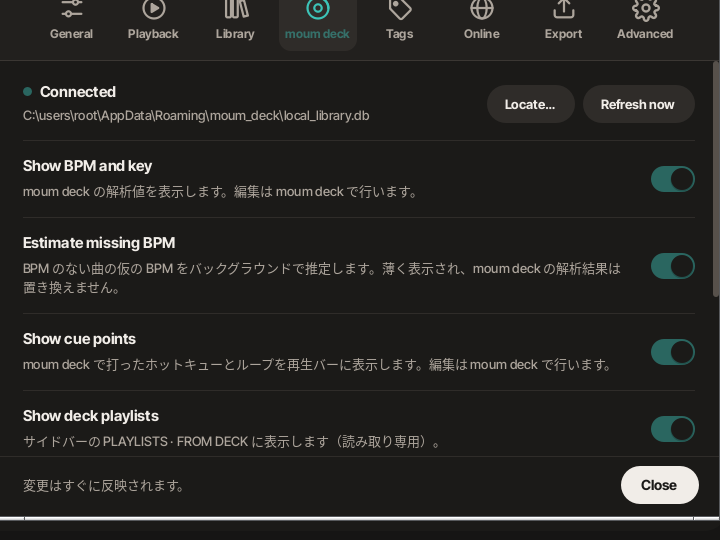 General
Playback
Library
moum deck
Tags
Online
Export
Advanced
Connected
C:\users\root\AppData\Roaming\moum_deck\local_library.db
Locate...
Refresh now
Show BPM and key
moum deck の解析値を表示します。編集は moum deck で行います。
Estimate missing BPM
BPM のない曲の仮の BPM をバックグラウンドで推定します。薄く表示され、moum deck の解析結果は
置き換えません。
Show cue points
moum deck で打ったホットキューとループを再生バーに表示します。編集は moum deck で行います。
Show deck playlists
サイドバーの PLAYLISTS · FROM DECK に表示します（読み取り専用）。
変更はすぐに反映されます。
Close